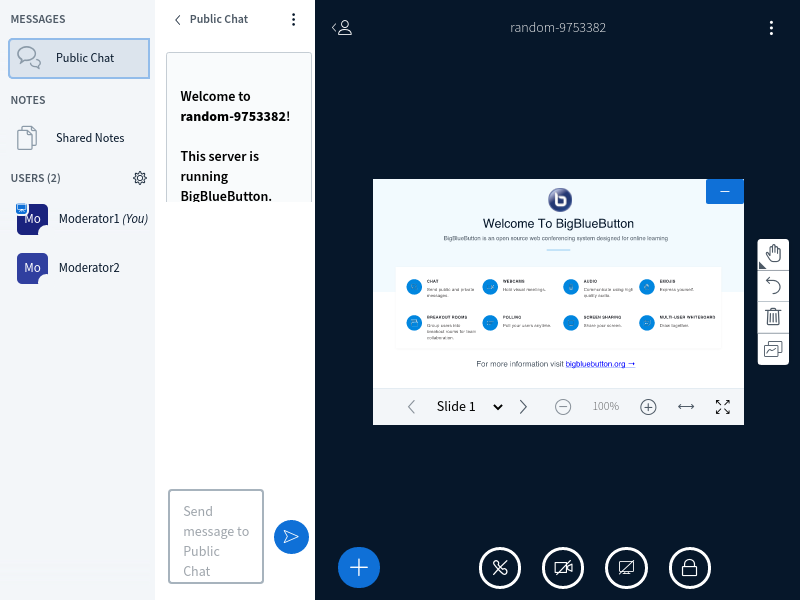 MESSAGES
Public Chat
NOTES
Shared Notes
USERS (2)
Mo
Moderator1 (You)
Mo
Moderator2
Public Chat
Welcome to
random-9753382!
This server is
running
BigBlueButton.
Send
message to
Public
Chat
random-9753382
Welcome To BigBlueButton
BigBlueButton is an open source web conferencing system designed for online learning
CHAT
Send public and private
messages.
WEBCAMS
Hold visual meetings.
AUDIO
Communicate using high
quality audio.
EMOJIS
Express yourself.
BREAKOUT ROOMS
Group users into
breakout rooms for team
collaboration.
POLLING
Poll your users anytime.
SCREEN SHARING
Share your screen.
MULTI-USER WHITEBOARD
Draw together.
For more information visit bigbluebutton.org →
Slide 1
100%